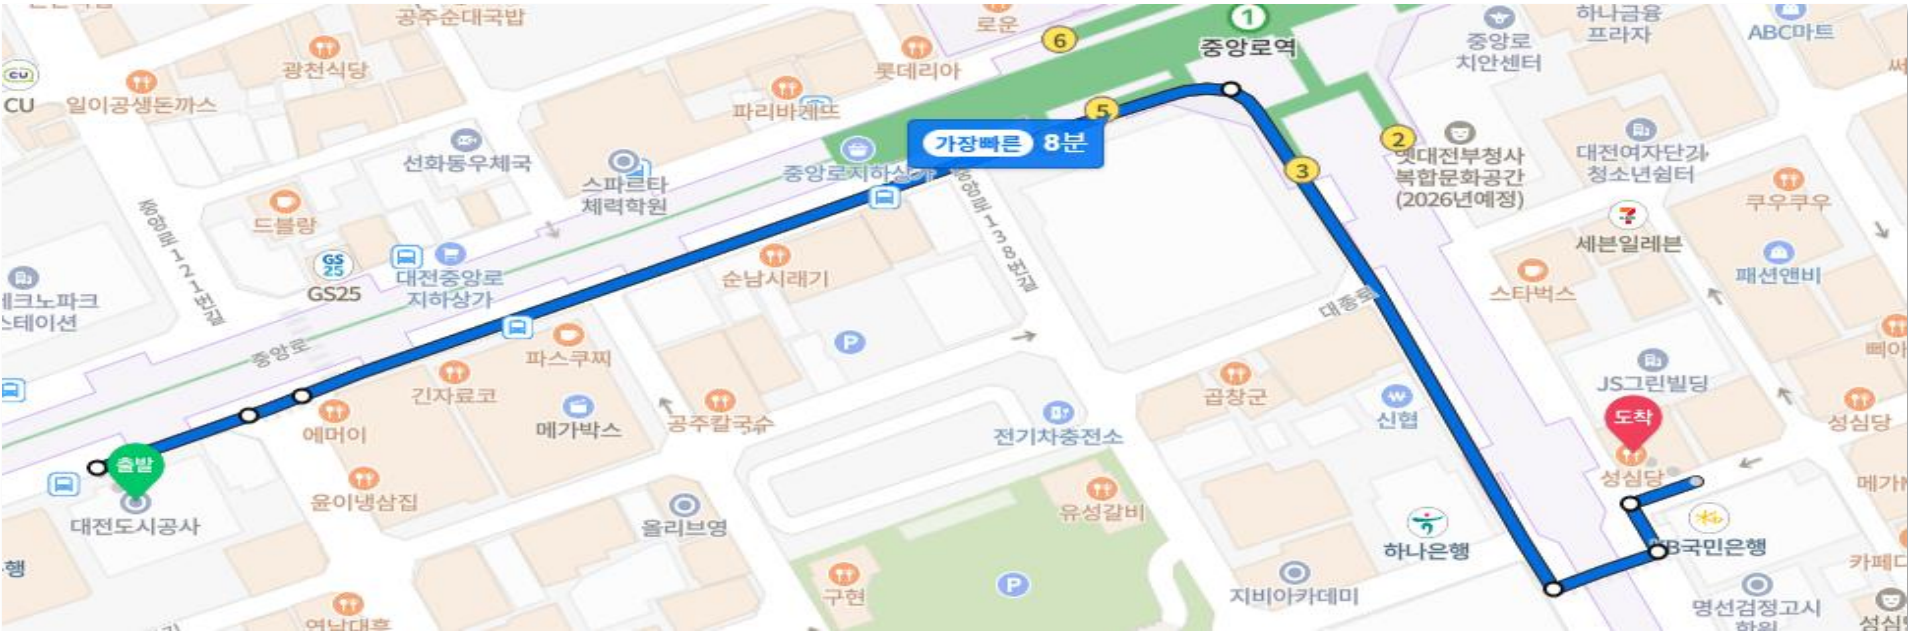 공주순대국밥
로운
1
중앙로역
6
중앙로
치안센터
하나금융
프라자
ABC마트
CU
CU
일이공생돈까스
광천식당
롯데리아
파리바게뜨
5
가장빠른 8분
2
3
옛대전부청사
복합문화공간
(2026년예정)
대전여자단기
청소년쉼터
쿠우쿠우
선화동우체국
스파르타
체력학원
중앙로지하상가
드블랑
중앙로121번길
GS
25
GS25
대전중앙로
지하상가
순남시래기
중앙로138번길
대종로
7
세븐일레븐
스타벅스
패션앤비
테크노파크
스테이션
중앙로
파스쿠찌
긴자료코
에머이
메가박스
공주칼국수
P
곱창군
신협
JS그린빌딩
도착
성심당
성심당
전기차충전소
출발
대전도시공사
윤이냉삼집
올리브영
유성갈비
하나은행
KB국민은행
구현
P
지비아카데미
명선검정고시
학원